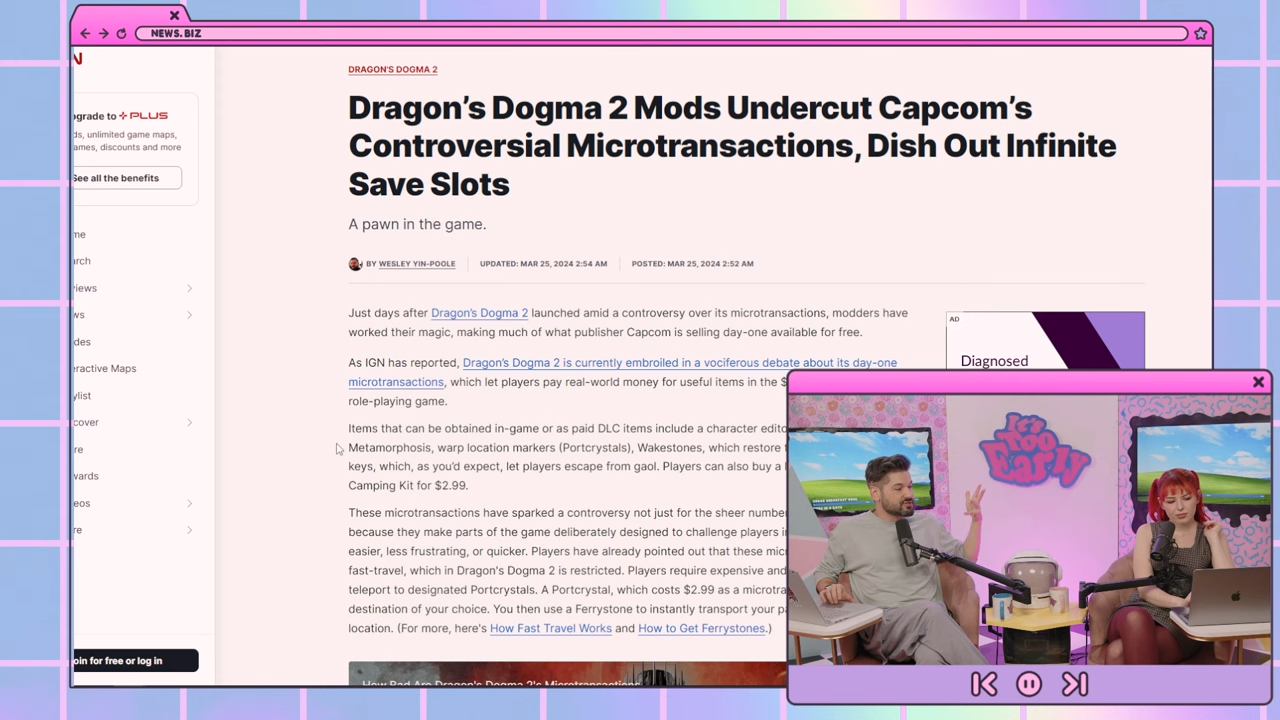 NEWS.BIZ
N
pgrade to PLUS
ds, unlimited game maps,
ames, discounts and more
See all the benefits
me
arch
views
ws
ides
eractive Maps
ylist
cover
re
wards
eos
re
oin for free or log in
DRAGON'S DOGMA 2
Dragon’s Dogma 2 Mods Undercut Capcom’s
Controversial Microtransactions, Dish Out Infinite
Save Slots
A pawn in the game.
BY WESLEY YIN-POOLE UPDATED: MAR 25, 2024 2:54 AM POSTED: MAR 25, 2024 2:52 AM
Just days after Dragon’s Dogma 2 launched amid a controversy over its microtransactions, modders have
worked their magic, making much of what publisher Capcom is selling day-one available for free.
As IGN has reported, Dragon’s Dogma 2 is currently embroiled in a vociferous debate about its day-one
microtransactions, which let players pay real-world money for useful items in the $
role-playing game.
Items that can be obtained in-game or as paid DLC items include a character edito
Metamorphosis, warp location markers (Portcrystals), Wakestones, which restore t
keys, which, as you’d expect, let players escape from gaol. Players can also buy a l
Camping Kit for $2.99.
These microtransactions have sparked a controversy not just for the sheer number
because they make parts of the game deliberately designed to challenge players i
easier, less frustrating, or quicker. Players have already pointed out that these micr
fast-travel, which in Dragon's Dogma 2 is restricted. Players require expensive and
teleport to designated Portcrystals. A Portcrystal, which costs $2.99 as a microtra
destination of your choice. You then use a Ferrystone to instantly transport your pa
location. (For more, here's How Fast Travel Works and How to Get Ferrystones.)
How Bad Are Dragon's Dogma 2's Microtransactions
AD
Diagnosed
It's
Too
Early